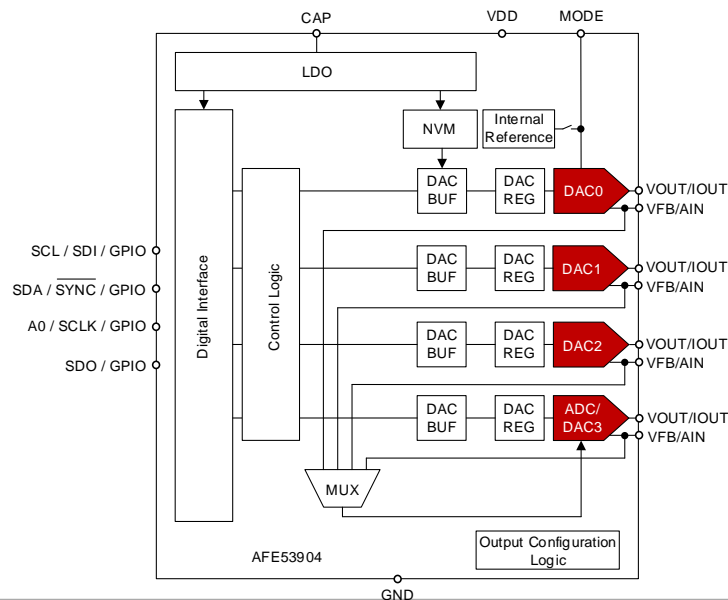 CAP
VDD
MODE
LDO
NVM
Internal
Reference
DAC
BUF
DAC
REG
DAC0
VOUT/IOUT
VFB/AIN
SCL / SDI / GPIO
SDA / SYNC / GPIO
A0 / SCLK / GPIO
SDO / GPIO
Digital Interface
Control Logic
DAC
BUF
DAC
REG
DAC1
VOUT/IOUT
VFB/AIN
DAC
BUF
DAC
REG
DAC2
VOUT/IOUT
VFB/AIN
DAC
BUF
DAC
REG
ADC/
DAC3
VOUT/IOUT
VFB/AIN
MUX
Output Configuration
Logic
AFE53904
GND